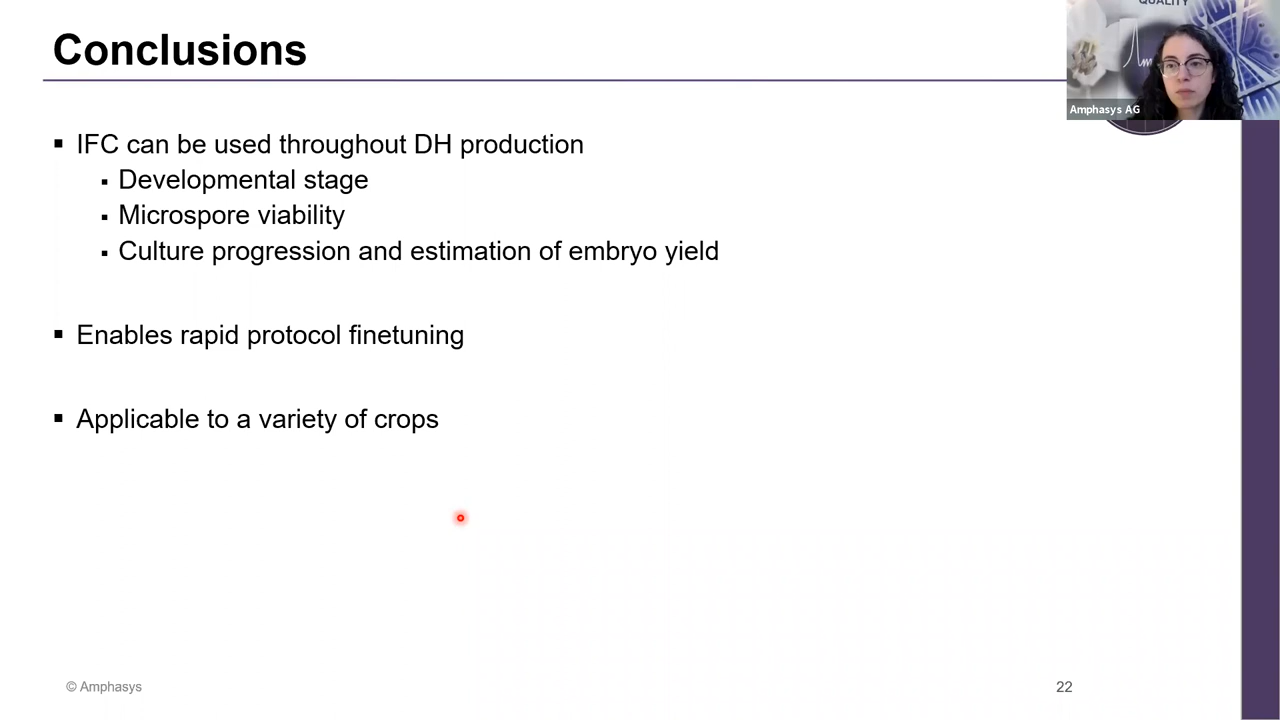 Conclusions
QUALITY
Amphasys AG
▪ IFC can be used throughout DH production
▪ Developmental stage
▪ Microspore viability
▪ Culture progression and estimation of embryo yield
▪ Enables rapid protocol finetuning
▪ Applicable to a variety of crops
© Amphasys
22